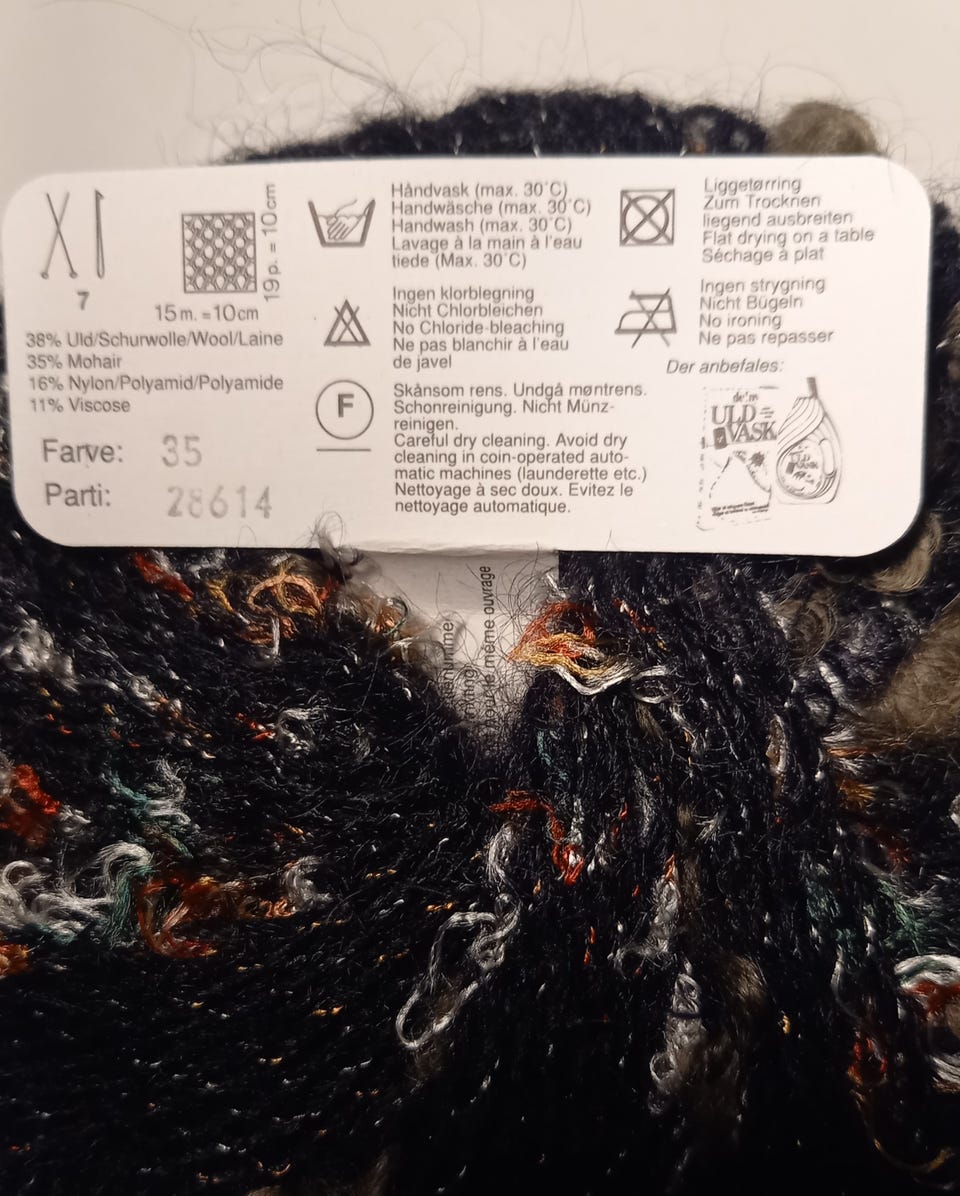 7
19 p. = 10cm
15 m. = 10cm
38% Uld/Schurwolle/Wool/Laine
35% Mohair
16% Nylon/Polyamid/Polyamide
11% Viscose
Farve: 35
Parti: 28614
Håndvask (max. 30°C)
Handwäsche (max. 30°C)
Handwash (max. 30°C)
Lavage à la main à l'eau
tiede (Max. 30°C)
Ingen klorblegning
Nicht Chlorbleichen
No Chloride-bleaching
Ne pas blanchir à l'eau
de javel
F
Skånsom rens. Undgå møntrens.
Schonreinigung. Nicht Münz-
reinigen.
Careful dry cleaning. Avoid dry
cleaning in coin-operated auto-
matic machines (launderette etc.)
Nettoyage à sec doux. Evitez le
nettoyage automatique.
Liggetørring
Zum Trocknen
liegend ausbreiten
Flat drying on a table
Séchage à plat
Ingen strygning
Nicht Bügeln
No ironing
Ne pas repasser
Der anbefales:
ULD
VASK
même ouvrage